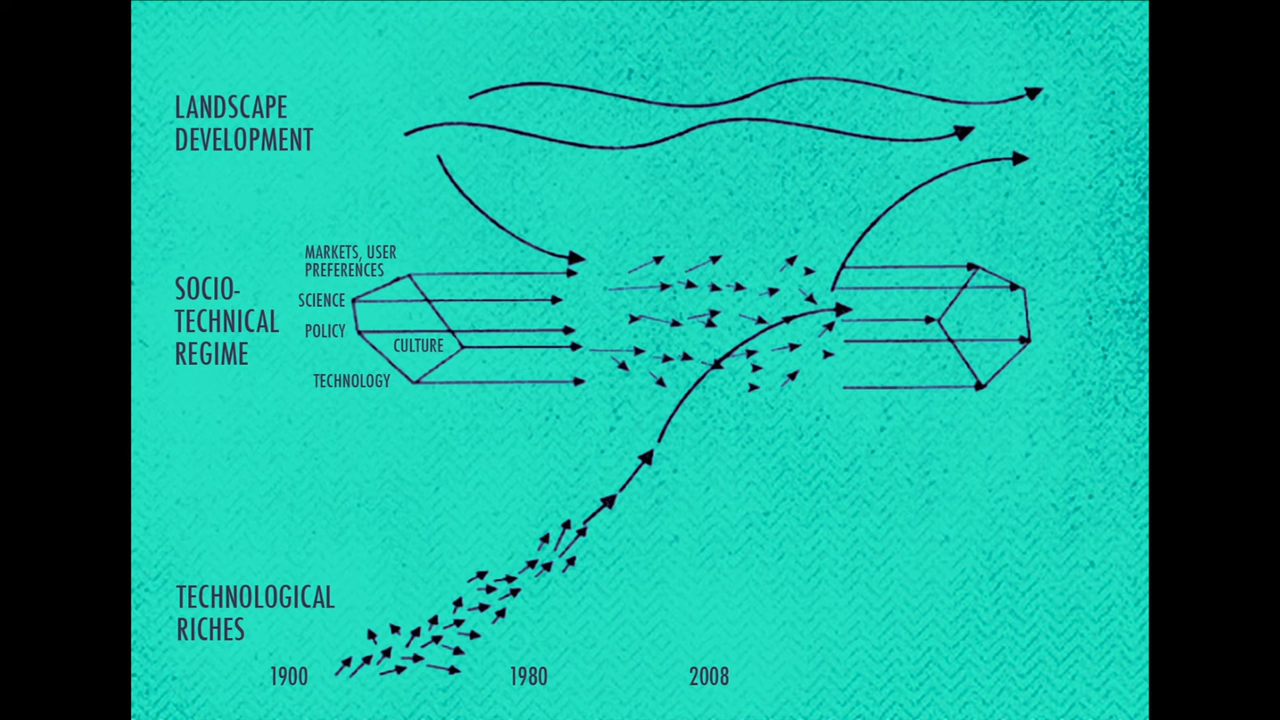 LANDSCAPE
DEVELOPMENT
MARKETS, USER
PREFERENCES
SOCIO-
TECHNICAL
REGIME
SCIENCE
POLICY
CULTURE
TECHNOLOGY
TECHNOLOGICAL
RICHES
1900
1980
2008